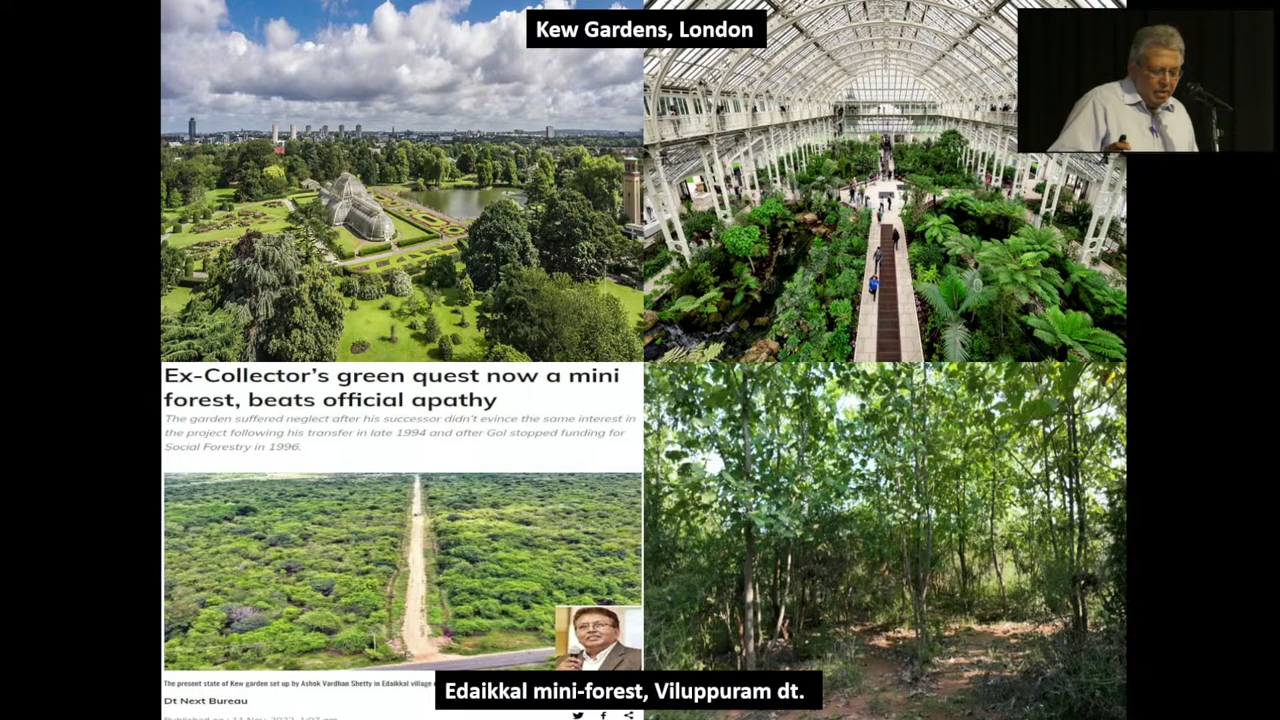 Kew Gardens, London
Ex-Collector's green quest now a mini
forest, beats official apathy
The garden suffered neglect after his successor didn't evince the same interest in
the project following his transfer in late 1994 and after GoI stopped funding for
Social Forestry in 1996.
The present state of Kew garden set up by Ashok Vardhan Shetty in Edaikkal village
Edaikkal mini-forest, Viluppuram dt.
Dt Next Bureau